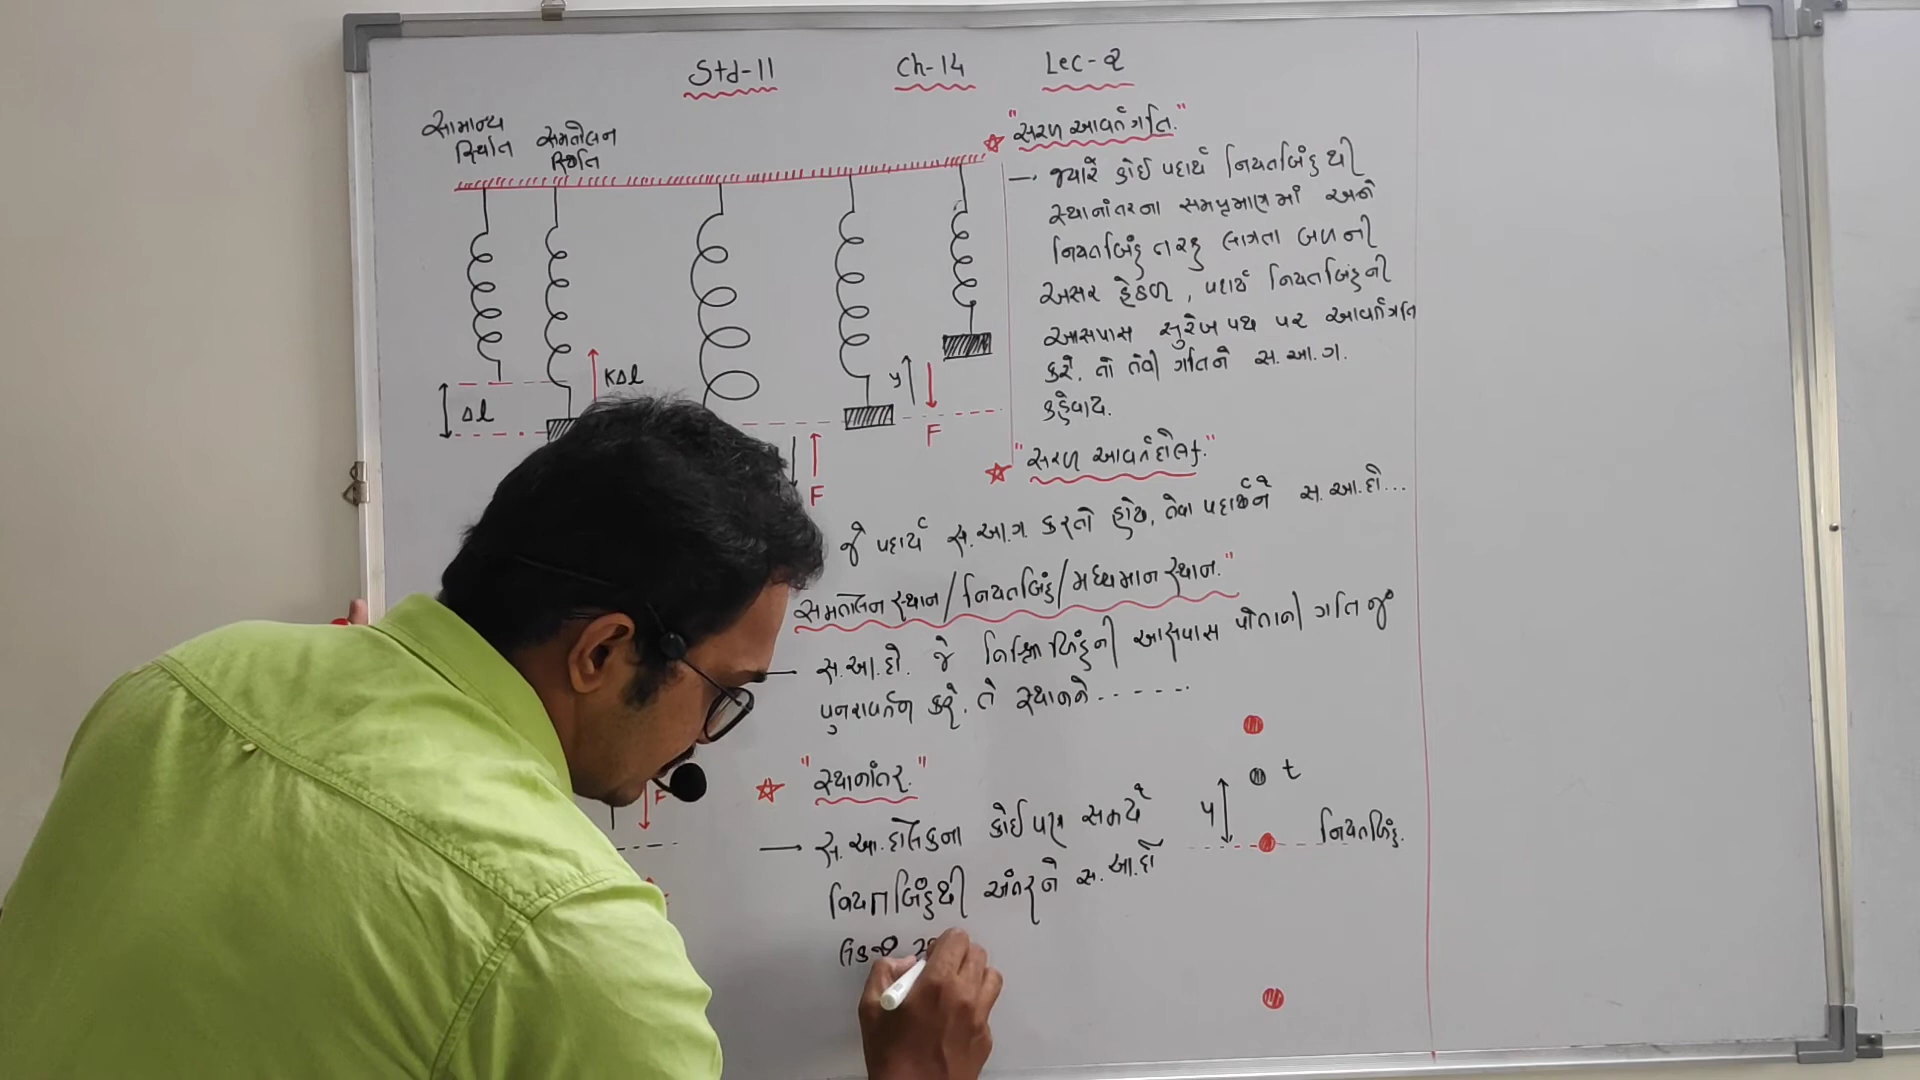 Std-11 Ch-14 Lec-2
સામાન્ય
સ્થિતિ
સમતોલન
સ્થિતિ
Δl
KΔl
F
y
F
"સરળ આવર્તગતિ."
જ્યારે કોઈ પદાર્થ નિયતબિંદુથી
સ્થાનાંતરના સમપ્રમાણમાં અને
નિયતબિંદુ તરફ લાગતા બળની
અસર હેઠળ, પદાર્થ નિયતબિંદુની
આસપાસ સુરેખ પથ પર આવર્તગતિ
કરે. તો તેવી ગતિને સ.આ.ગ.
કહેવાય.
"સરળ આવર્તદોલક."
જે પદાર્થ સ.આ.ગ. કરતો હોય, તેવા પદાર્થને સ.આ.દો...
સમતોલન સ્થાન/નિયતબિંદુ/મધ્યમાન સ્થાન."
સ.આ.દો. જે બિંદુની આસપાસ પોતાની ગતિનું
પુનરાવર્તન કરે. તે સ્થાનને-------
"સ્થાનાંતર."
સ.આ.દોલકના કોઈપણ સમયે
નિયતબિંદુથી અંતરને સ.આ.દો
t
y
નિયતબિંદુ.
F